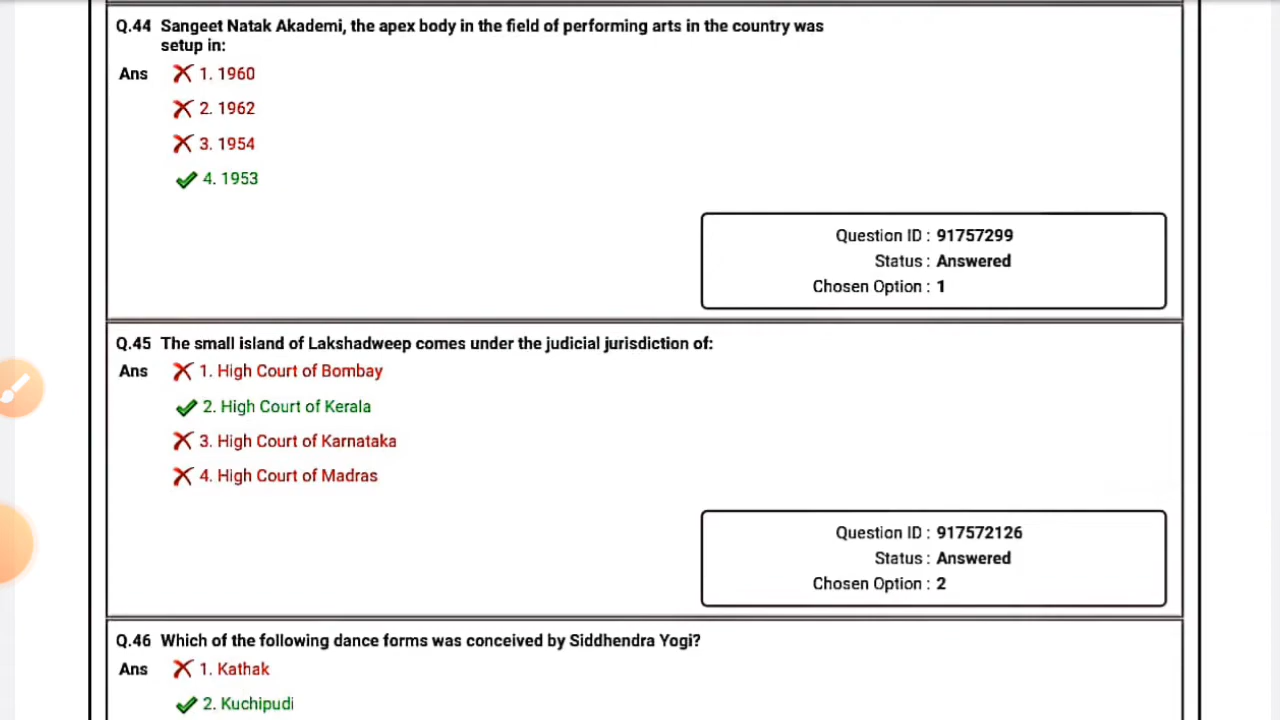 Q.44 Sangeet Natak Akademi, the apex body in the field of performing arts in the country was
setup in:
Ans 1. 1960
2. 1962
3. 1954
4. 1953
Question ID : 91757299
Status : Answered
Chosen Option : 1
Q.45 The small island of Lakshadweep comes under the judicial jurisdiction of:
Ans 1. High Court of Bombay
2. High Court of Kerala
3. High Court of Karnataka
4. High Court of Madras
Question ID : 917572126
Status : Answered
Chosen Option : 2
Q.46 Which of the following dance forms was conceived by Siddhendra Yogi?
Ans 1. Kathak
2. Kuchipudi